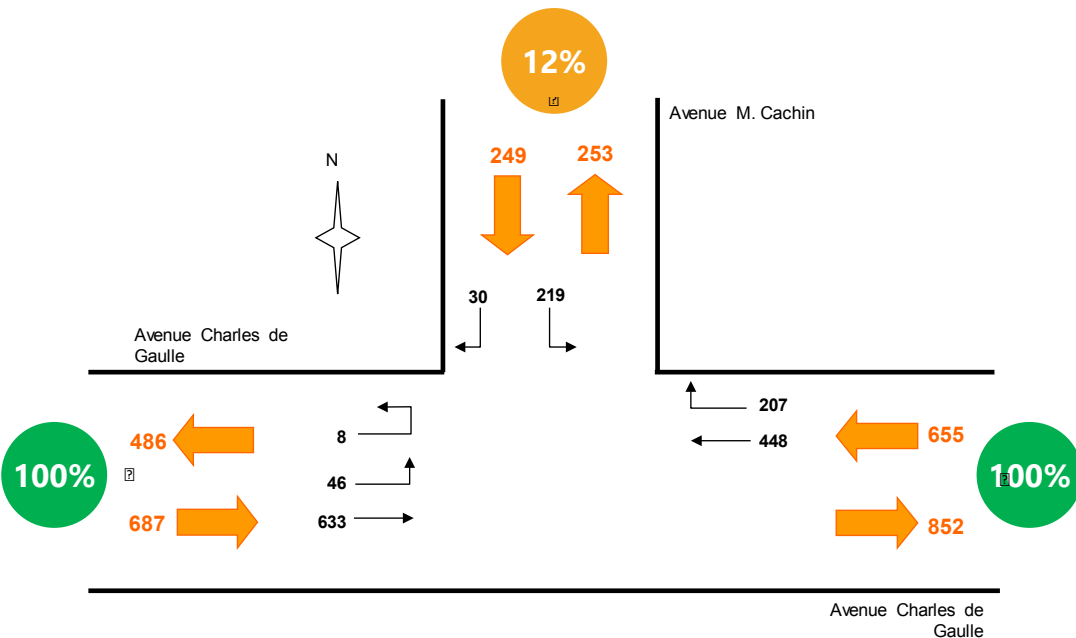 12%
Avenue M. Cachin
249 253
N
30 219
Avenue Charles de
Gaulle
207
8 448
486 655
100% 100%
46
687 633 852
Avenue Charles de
Gaulle